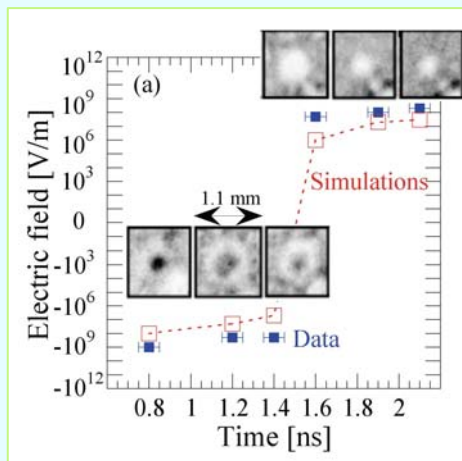 (a)
Electric field [V/m]
10¹²
10⁹
10⁶
10³
0
-10³
-10⁶
-10⁹
-10¹²
1.1 mm
Simulations
Data
0.8 1 1.2 1.4 1.6 1.8 2
Time [ns]